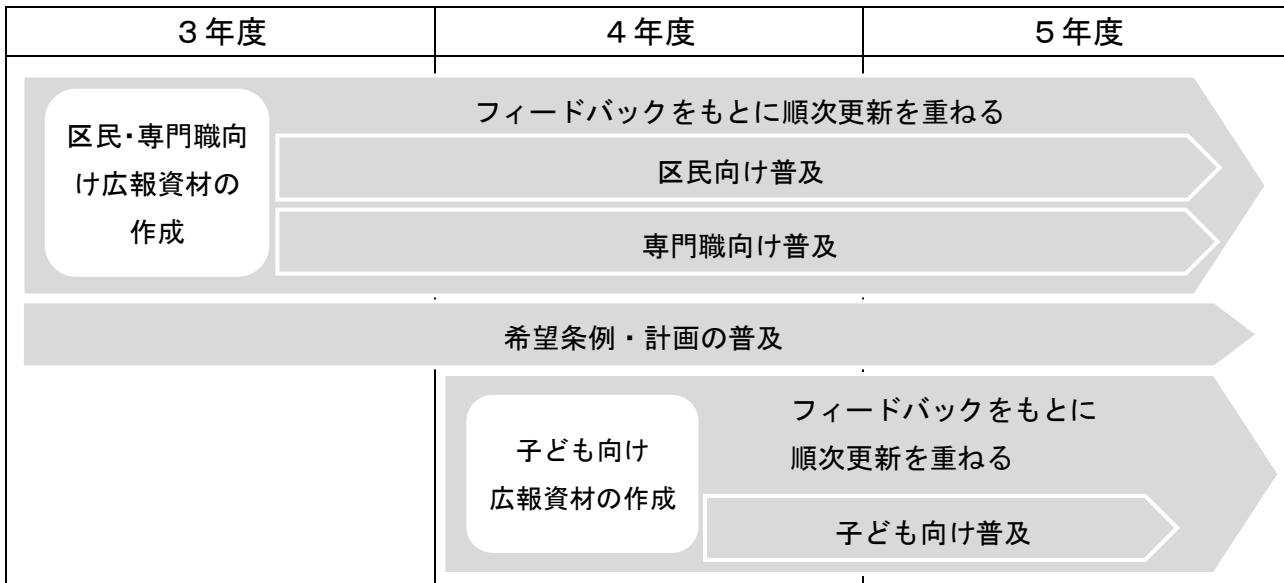 ３年度
４年度
５年度
フィードバックをもとに順次更新を重ねる
区民・専門職向
け広報資材の
作成
区民向け普及
専門職向け普及
希望条例・計画の普及
フィードバックをもとに
順次更新を重ねる
子ども向け
広報資材の作成
子ども向け普及